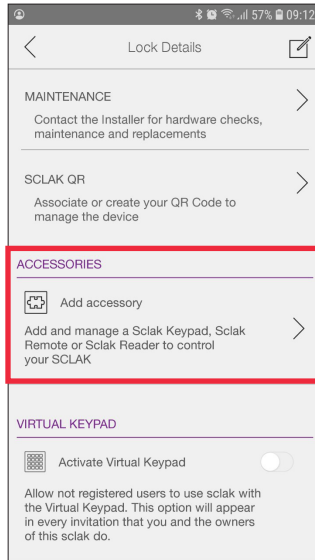 57% 09:12
Lock Details
MAINTENANCE
Contact the Installer for hardware checks,
maintenance and replacements
SCLAK QR
Associate or create your QR Code to
manage the device
ACCESSORIES
Add accessory
Add and manage a Sclak Keypad, Sclak
Remote or Sclak Reader to control
your SCLAK
VIRTUAL KEYPAD
Activate Virtual Keypad
Allow not registered users to use sclak with
the Virtual Keypad. This option will appear
in every invitation that you and the owners
of this sclak do.